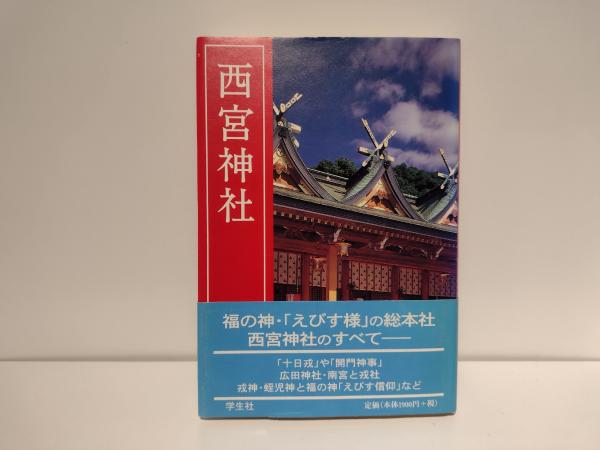 西宮神社
福の神・「えびす様」の総本社
西宮神社のすべて──
「十日戎」や「開門神事」
広田神社・南宮と戎社
戎神・蛭児神と福の神「えびす信仰」など
学生社
定価(本体1900円+税)